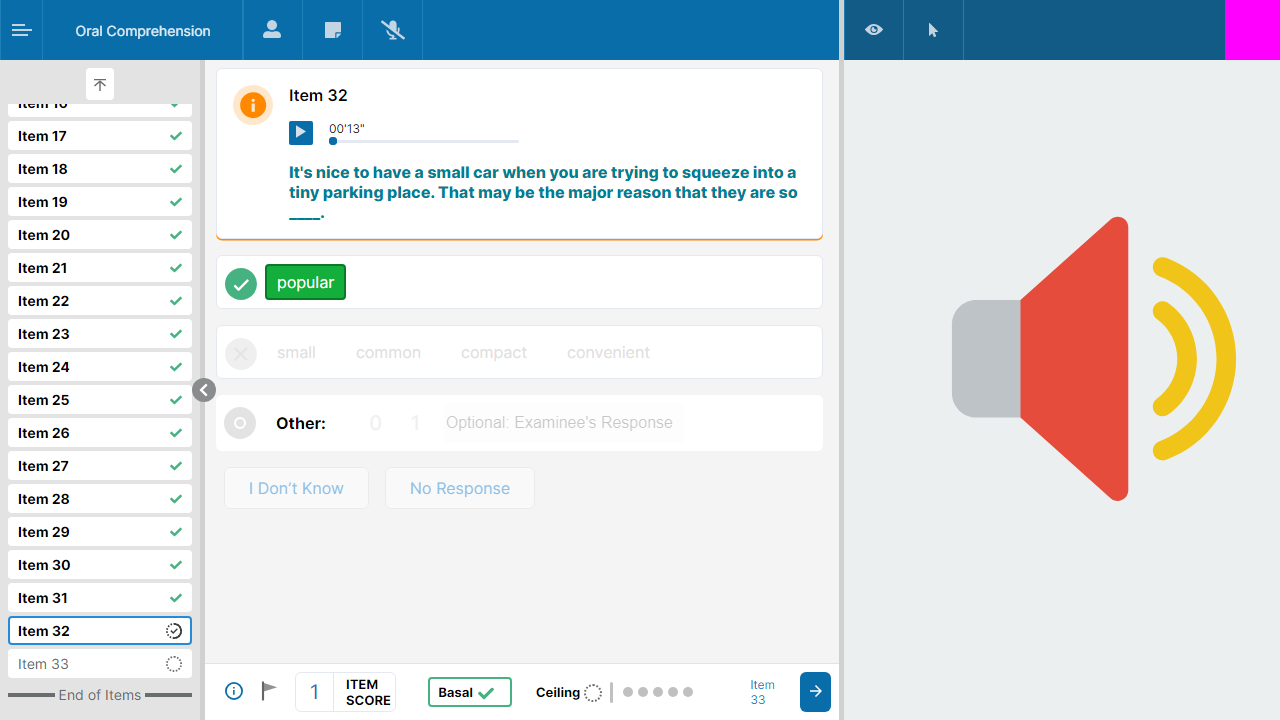 Oral Comprehension
Item 16
Item 17
Item 18
Item 19
Item 20
Item 21
Item 22
Item 23
Item 24
Item 25
Item 26
Item 27
Item 28
Item 29
Item 30
Item 31
Item 32
Item 33
End of Items
Item 32
00'13"
It's nice to have a small car when you are trying to squeeze into a
tiny parking place. That may be the major reason that they are so
____.
popular
small common compact convenient
Other: 0 1 Optional: Examinee's Response
I Don't Know No Response
1 ITEM
SCORE
Basal
Ceiling
Item
33